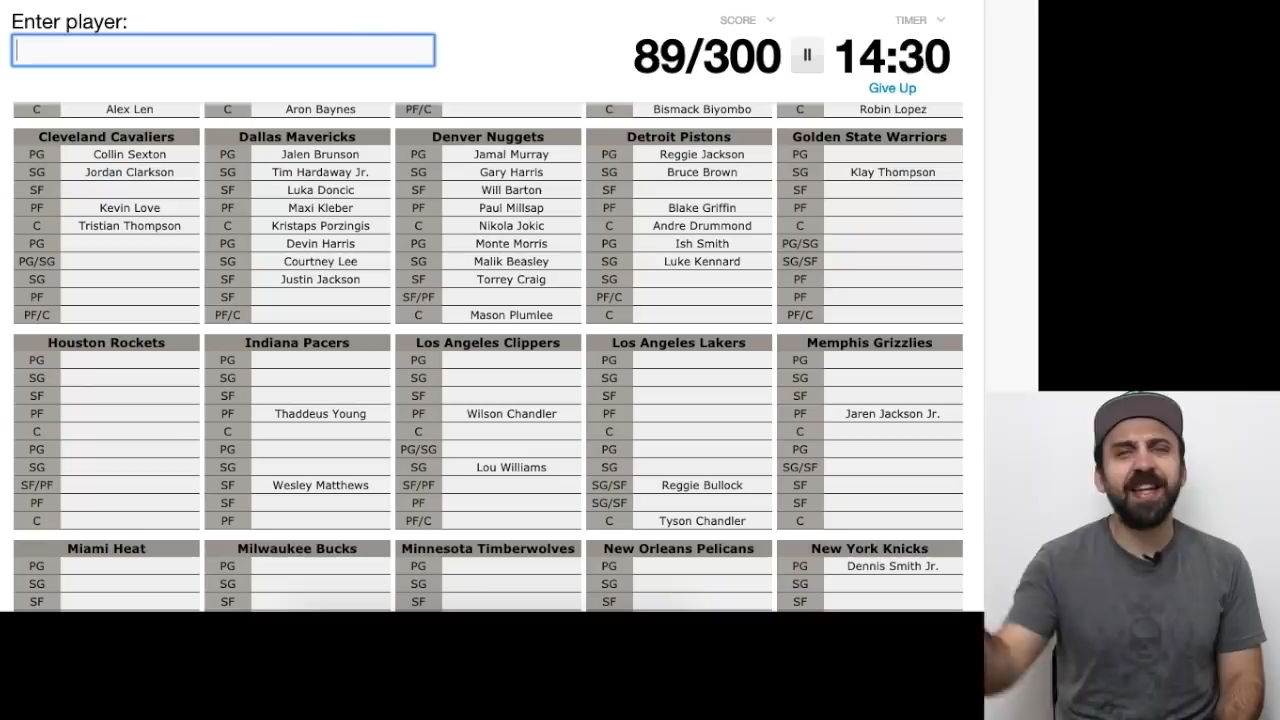 Enter player:
SCORE
TIMER
89/300
14:30
Give Up
C Alex Len C Aron Baynes PF/C C Bismack Biyombo C Robin Lopez
Cleveland Cavaliers Dallas Mavericks Denver Nuggets Detroit Pistons Golden State Warriors
PG Collin Sexton PG Jalen Brunson PG Jamal Murray PG Reggie Jackson PG
SG Jordan Clarkson SG Tim Hardaway Jr. SG Gary Harris SG Bruce Brown SG Klay Thompson
SF SF Luka Doncic SF Will Barton SF SF
PF Kevin Love PF Maxi Kleber PF Paul Millsap PF Blake Griffin PF
C Tristian Thompson C Kristaps Porzingis C Nikola Jokic C Andre Drummond C
PG PG Devin Harris PG Monte Morris PG Ish Smith PG/SG
PG/SG SG Courtney Lee SG Malik Beasley SG Luke Kennard SG/SF
SG SF Justin Jackson SF Torrey Craig SF PF
PF SF SF/PF PF/C PF
PF/C PF/C C Mason Plumlee C PF/C
Houston Rockets Indiana Pacers Los Angeles Clippers Los Angeles Lakers Memphis Grizzlies
PG PG PG PG PG
SG SG SG SG SG
SF SF SF SF SF
PF PF Thaddeus Young PF Wilson Chandler PF PF Jaren Jackson Jr.
C C C C C
PG PG PG/SG PG PG
SG SG SG Lou Williams SG SG/SF
SF/PF SF Wesley Matthews SF/PF SG/SF Reggie Bullock SF
PF SF PF SG/SF SF
C PF PF/C C Tyson Chandler C
Miami Heat Milwaukee Bucks Minnesota Timberwolves New Orleans Pelicans New York Knicks
PG PG PG PG PG Dennis Smith Jr.
SG SG SG SG SG
SF SF SF SF SF